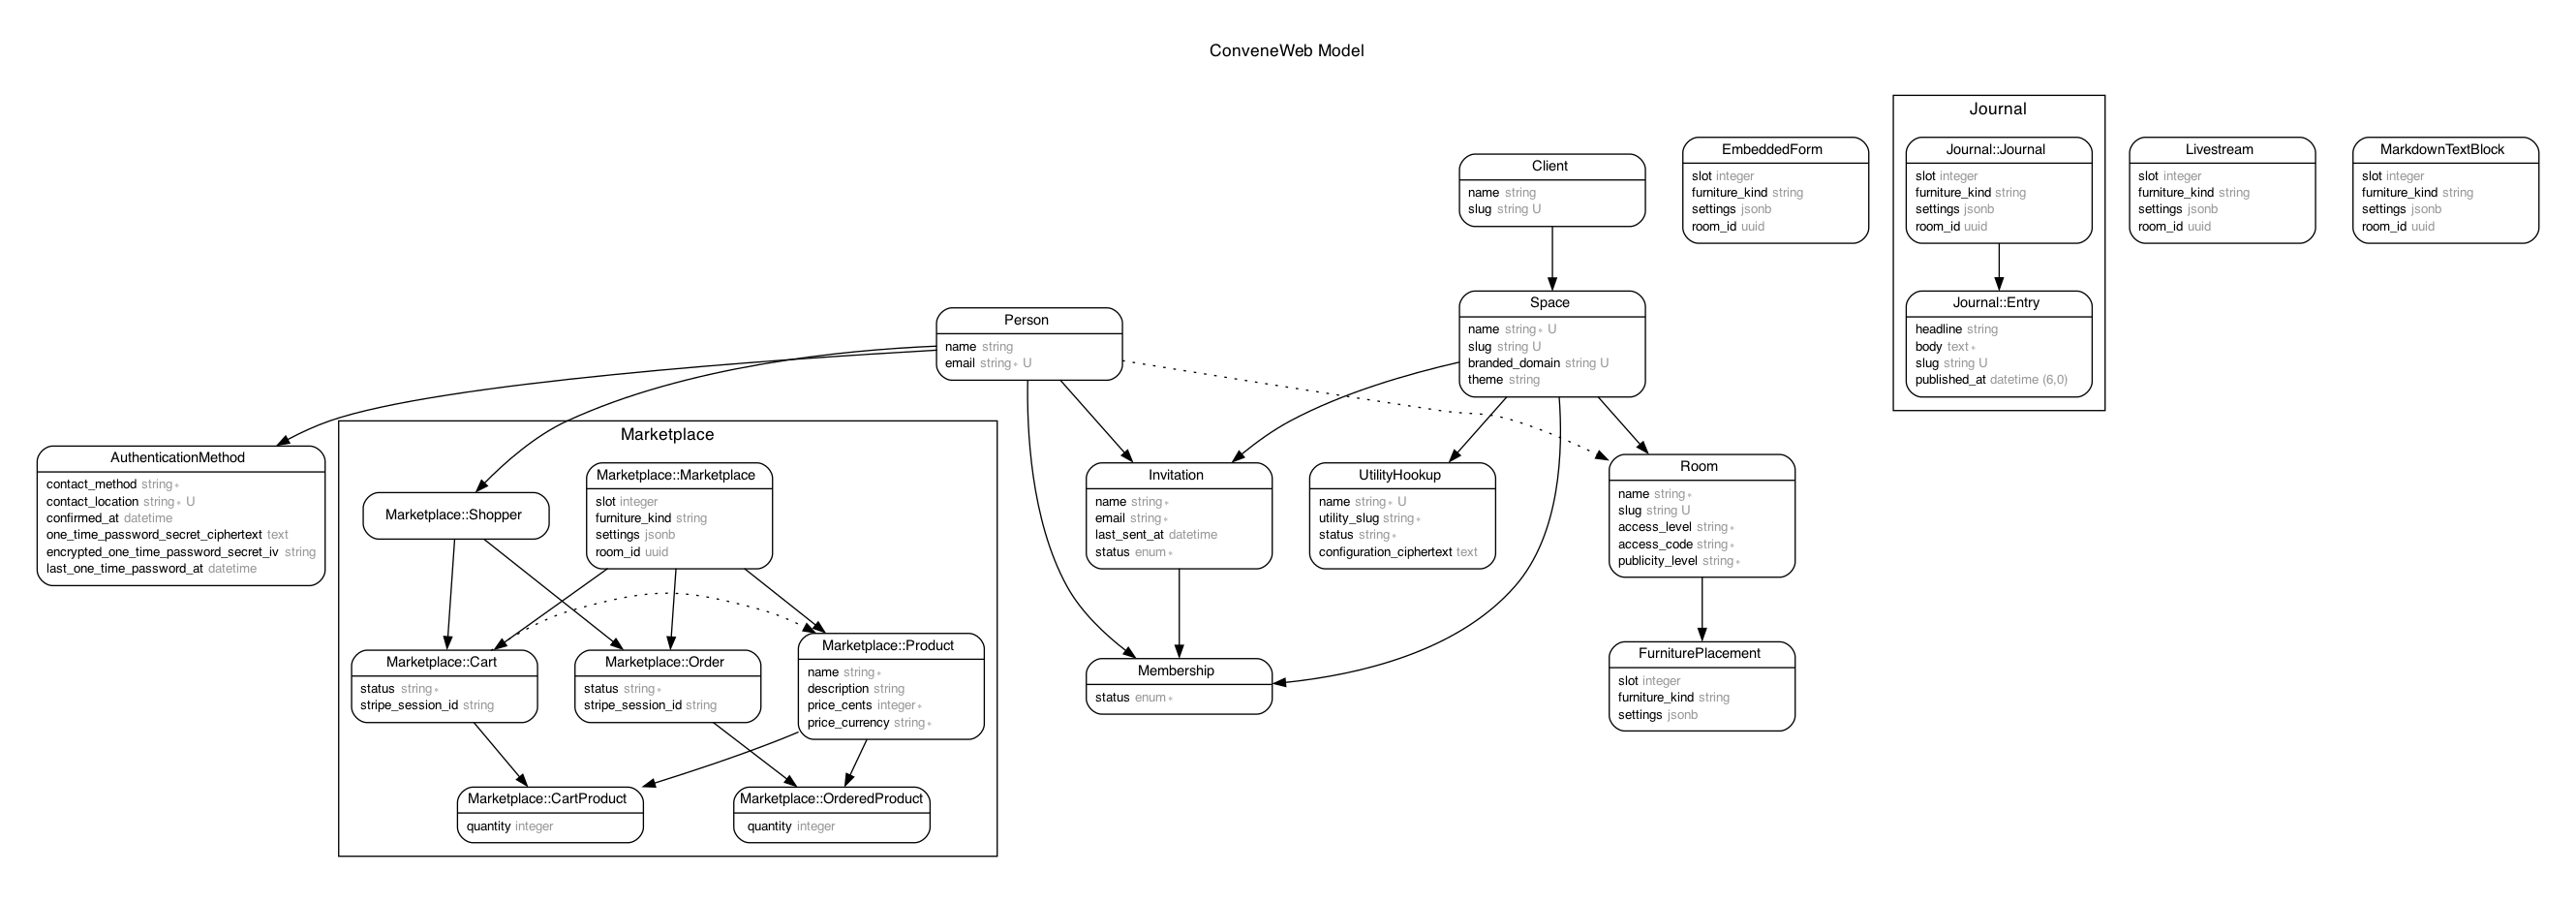 ConveneWeb Model
Client
name string
slug string U
EmbeddedForm
slot integer
furniture_kind string
settings jsonb
room_id uuid
Journal
Journal::Journal
slot integer
furniture_kind string
settings jsonb
room_id uuid
Journal::Entry
headline string
body text *
slug string U
published_at datetime (6,0)
Livestream
slot integer
furniture_kind string
settings jsonb
room_id uuid
MarkdownTextBlock
slot integer
furniture_kind string
settings jsonb
room_id uuid
Person
name string
email string * U
Space
name string * U
slug string U
branded_domain string U
theme string
AuthenticationMethod
contact_method string *
contact_location string * U
confirmed_at datetime
one_time_password_secret_ciphertext text
encrypted_one_time_password_secret_iv string
last_one_time_password_at datetime
Marketplace
Marketplace::Shopper
Marketplace::Marketplace
slot integer
furniture_kind string
settings jsonb
room_id uuid
Marketplace::Cart
status string *
stripe_session_id string
Marketplace::Order
status string *
stripe_session_id string
Marketplace::Product
name string *
description string
price_cents integer *
price_currency string *
Marketplace::CartProduct
quantity integer
Marketplace::OrderedProduct
quantity integer
Invitation
name string *
email string *
last_sent_at datetime
status enum *
UtilityHookup
name string * U
utility_slug string *
status string *
configuration_ciphertext text
Room
name string *
slug string U
access_level string *
access_code string *
publicity_level string *
Membership
status enum *
FurniturePlacement
slot integer
furniture_kind string
settings jsonb